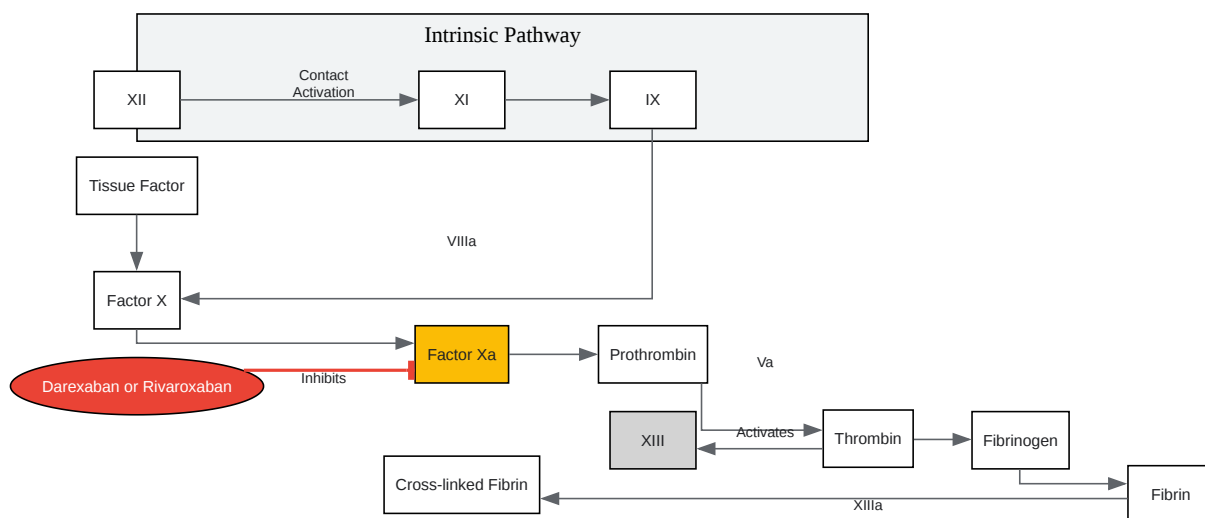 Intrinsic Pathway
XII
Contact
Activation
XI
IX
Tissue Factor
VIIIa
Factor X
Factor Xa
Prothrombin
Va
Darexaban or Rivaroxaban
Inhibits
XIII
Activates
Thrombin
Fibrinogen
Cross-linked Fibrin
XIIIa
Fibrin